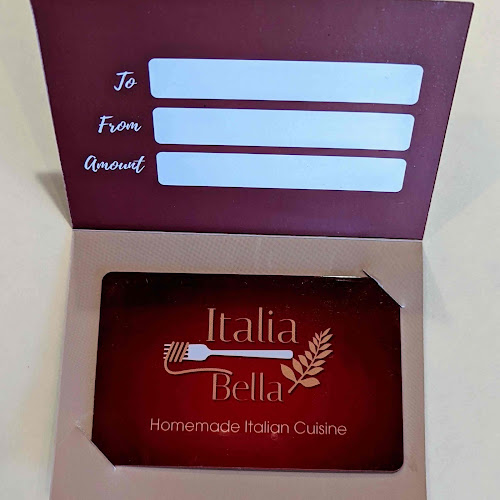 To
From
Amount
Italia
Bella
Homemade Italian Cuisine